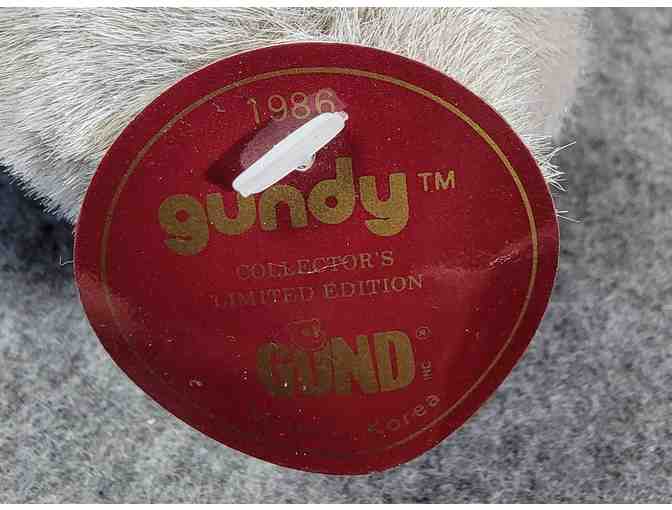 1986
gundy™
COLLECTOR'S
LIMITED EDITION
GUND® INC
Korea